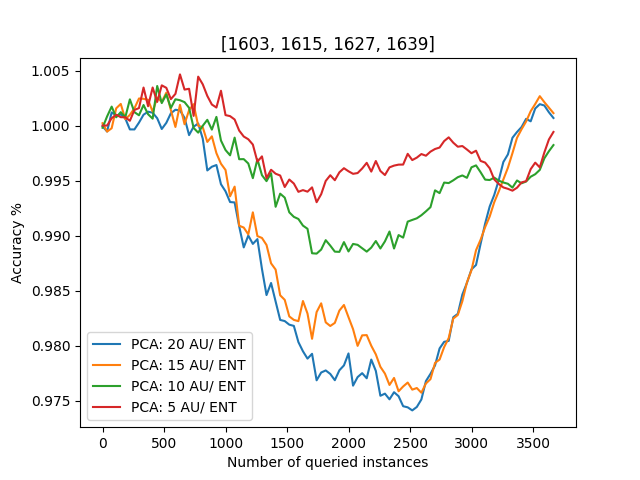 [1603, 1615, 1627, 1639]
1.005
1.000
0.995
0.990
0.985
0.980
0.975
Accuracy %
PCA: 20 AU/ ENT
PCA: 15 AU/ ENT
PCA: 10 AU/ ENT
PCA: 5 AU/ ENT
0 500 1000 1500 2000 2500 3000 3500
Number of queried instances